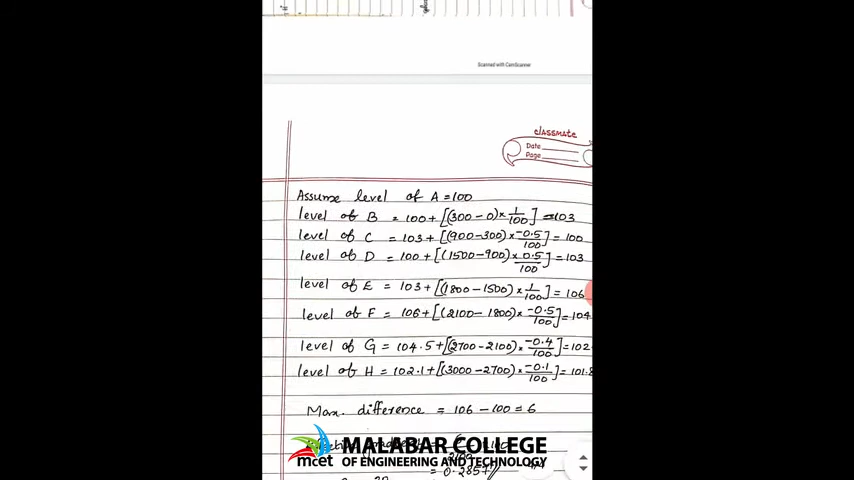 Scanned with CamScanner
classmate
Date
Page
Assume level of A = 100
level of B = 100 + [(300 - 0) × 1/100] = 103
level of C = 103 + [(900 - 300) × -0.5/100] = 100
level of D = 100 + [(1500 - 900) × 0.5/100] = 103
level of E = 103 + [(1800 - 1500) × 1/100] = 106
level of F = 106 + [(2100 - 1800) × -0.5/100] = 104.
level of G = 104.5 + [(2700 - 2100) × -0.4/100] = 102.
level of H = 102.1 + [(3000 - 2700) × -0.1/100] = 101.8
Max. difference = 106 - 100 = 6
MALABAR COLLEGE
OF ENGINEERING AND TECHNOLOGY
mcet
= 0.2857